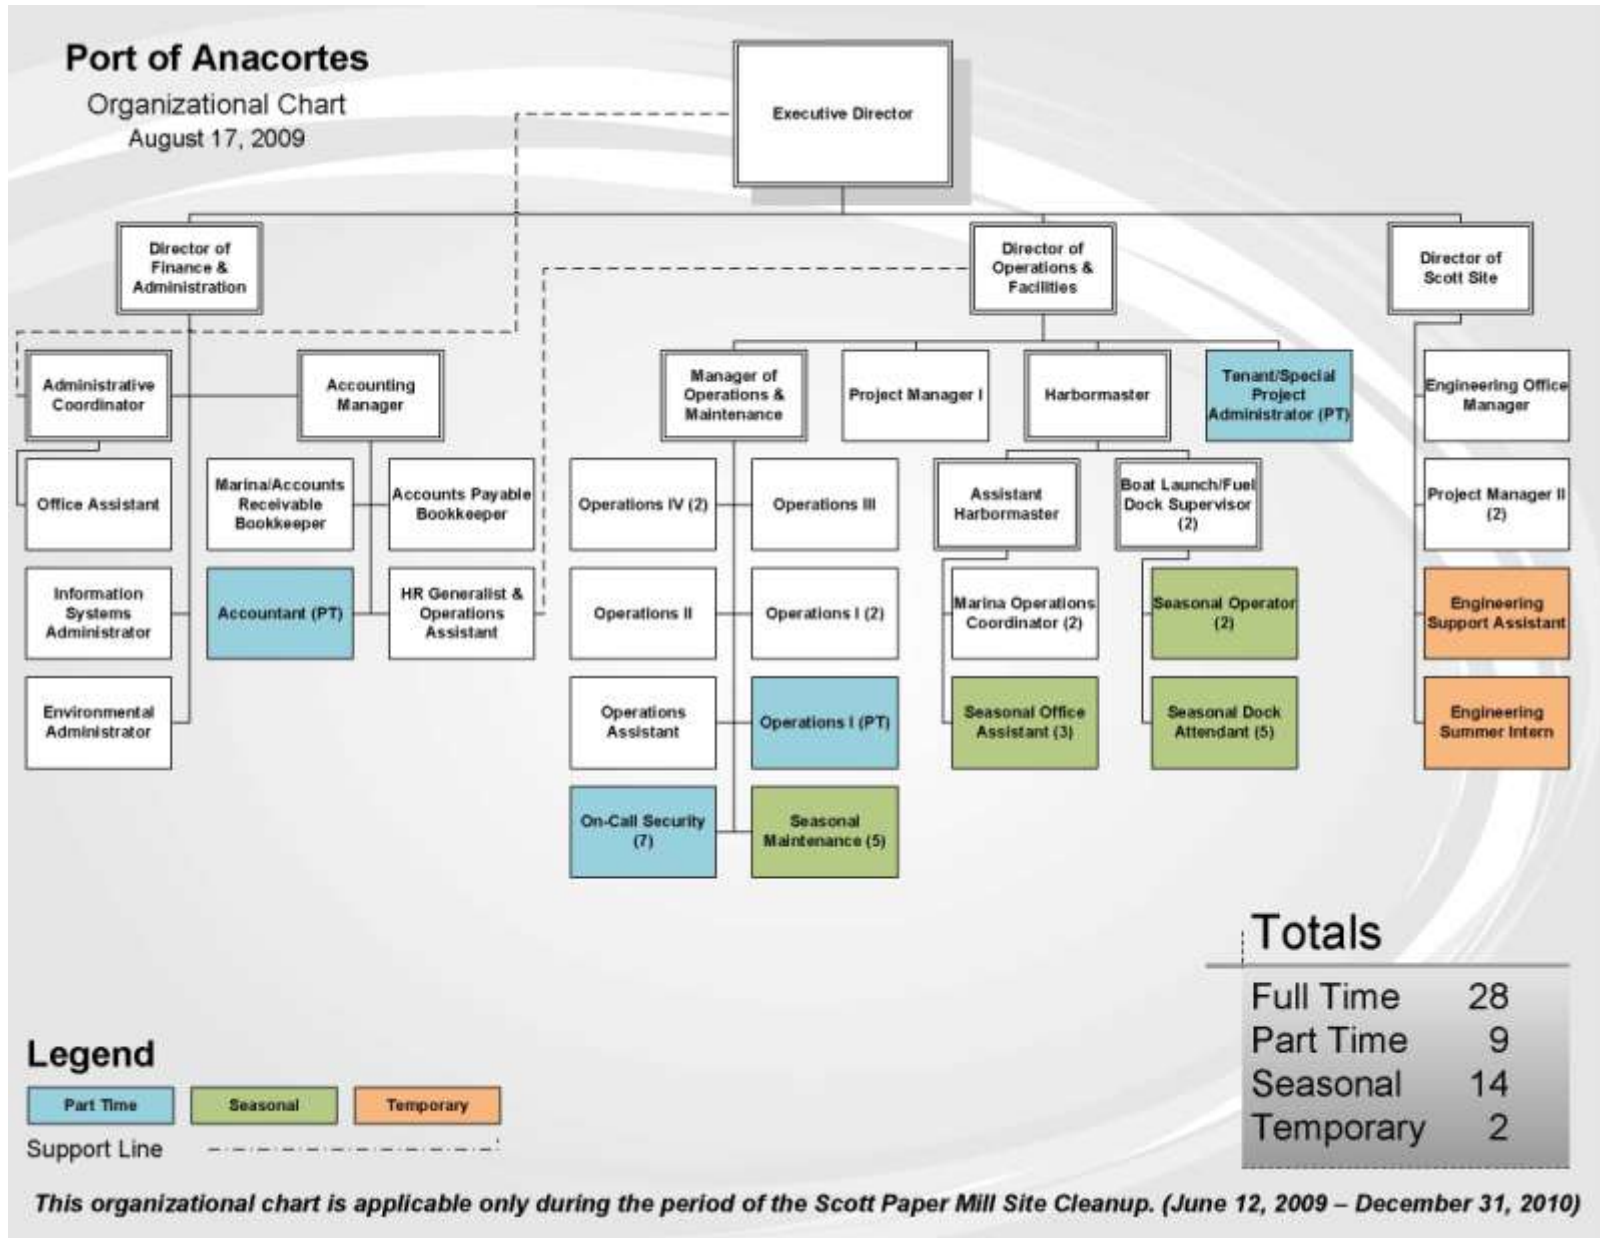 Port of Anacortes
Organizational Chart
August 17, 2009
Executive Director
Director of
Finance &
Administration
Director of
Operations &
Facilities
Director of
Scott Site
Administrative
Coordinator
Accounting
Manager
Manager of
Operations &
Maintenance
Project Manager I
Harbormaster
Tenant/Special
Project
Administrator (PT)
Engineering Office
Manager
Office Assistant
Marina/Accounts
Receivable
Bookkeeper
Accounts Payable
Bookkeeper
Operations IV (2)
Operations III
Assistant
Harbormaster
Boat Launch/Fuel
Dock Supervisor
(2)
Project Manager II
(2)
Information
Systems
Administrator
Accountant (PT)
HR Generalist &
Operations
Assistant
Operations II
Operations I (2)
Marina Operations
Coordinator (2)
Seasonal Operator
(2)
Engineering
Support Assistant
Environmental
Administrator
Operations
Assistant
Operations I (PT)
Seasonal Office
Assistant (3)
Seasonal Dock
Attendant (5)
Engineering
Summer Intern
On-Call Security
(7)
Seasonal
Maintenance (5)
Totals
Full Time 28
Part Time 9
Seasonal 14
Temporary 2
Legend
Part Time
Seasonal
Temporary
Support Line
This organizational chart is applicable only during the period of the Scott Paper Mill Site Cleanup. (June 12, 2009 – December 31, 2010)